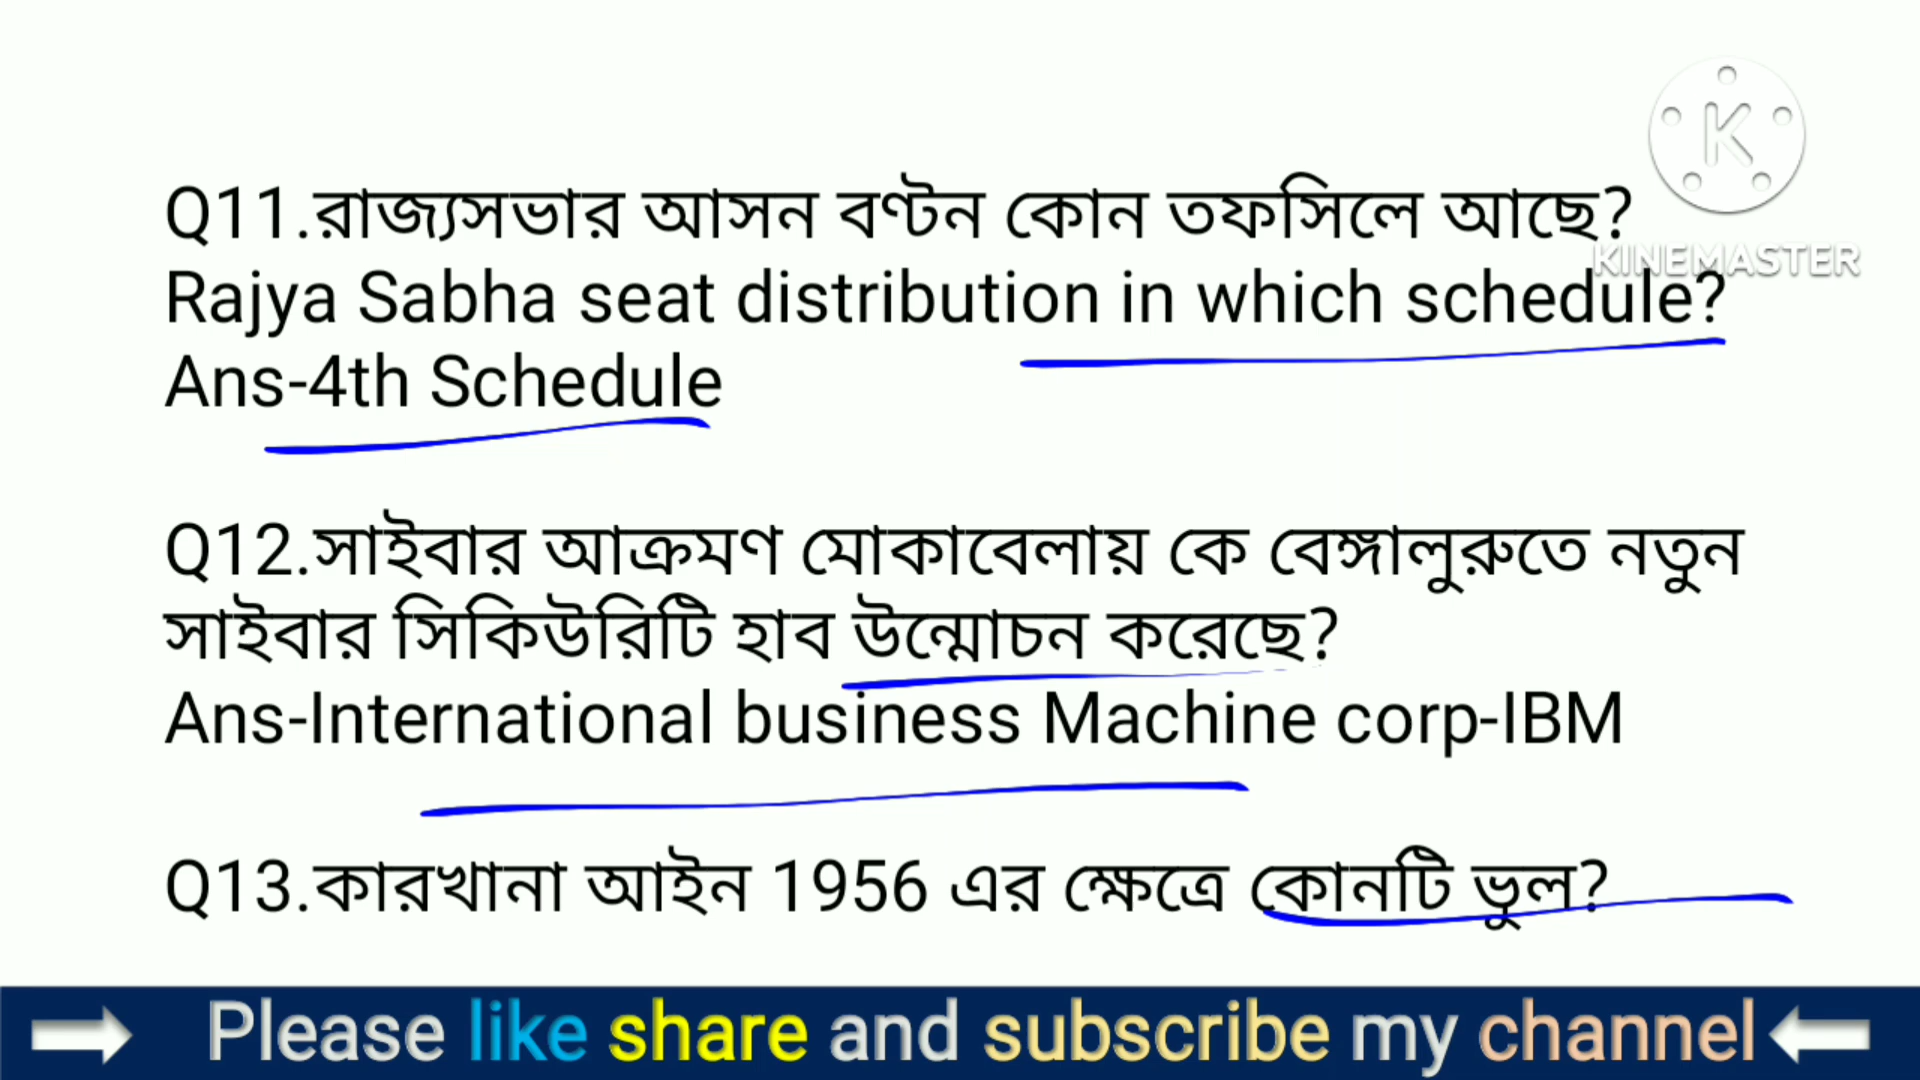 K
KINEMASTER
Q11.রাজ্যসভার আসন বণ্টন কোন তফসিলে আছে?
Rajya Sabha seat distribution in which schedule?
Ans-4th Schedule
Q12.সাইবার আক্রমণ মোকাবেলায় কে বেঙ্গালুরুতে নতুন
সাইবার সিকিউরিটি হাব উন্মোচন করেছে?
Ans-International business Machine corp-IBM
Q13.কারখানা আইন 1956 এর ক্ষেত্রে কোনটি ভুল?
Please like share and subscribe my channel